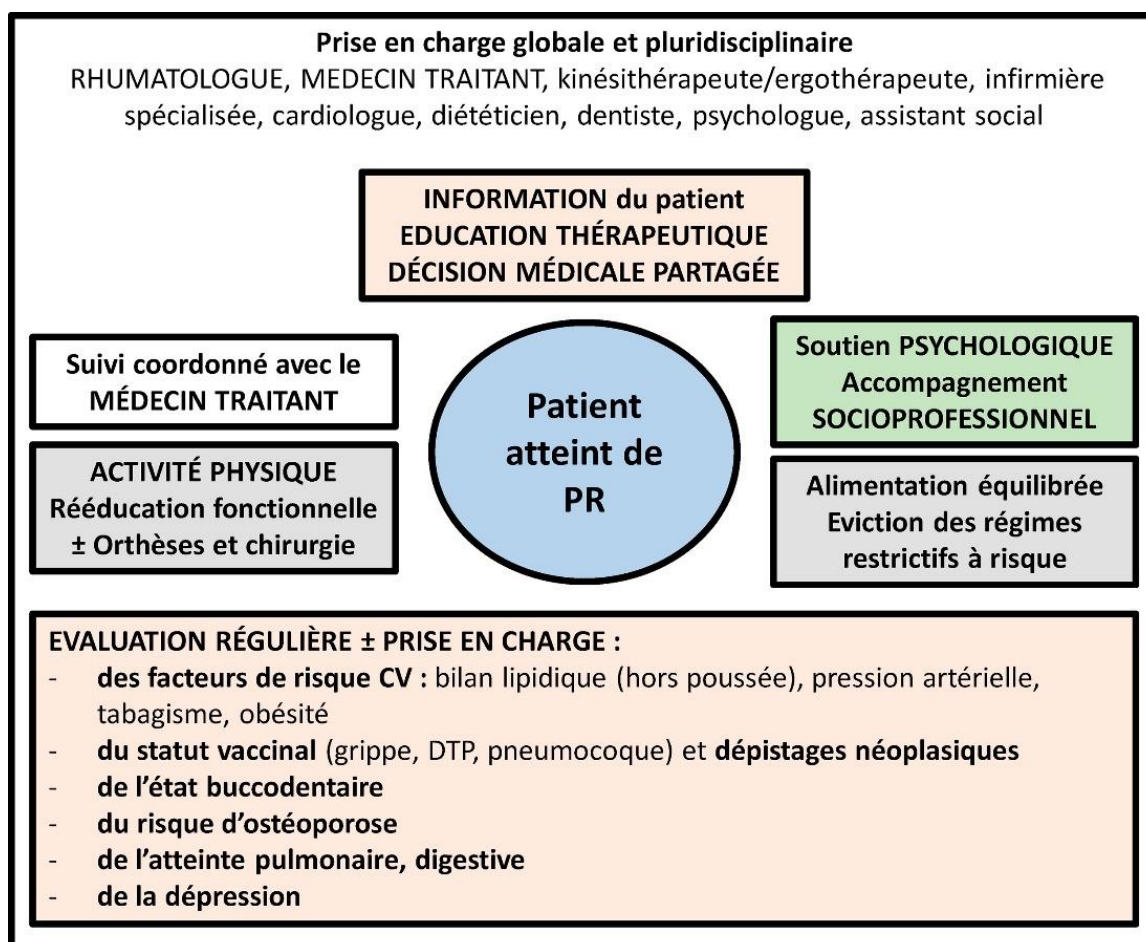 Prise en charge globale et pluridisciplinaire
RHUMATOLOGUE, MEDECIN TRAITANT, kinésithérapeute/ergothérapeute, infirmière
spécialisée, cardiologue, diététicien, dentiste, psychologue, assistant social
INFORMATION du patient
EDUCATION THÉRAPEUTIQUE
DÉCISION MÉDICALE PARTAGÉE
Suivi coordonné avec le
MÉDECIN TRAITANT
ACTIVITÉ PHYSIQUE
Rééducation fonctionnelle
± Orthèses et chirurgie
Patient
atteint de
PR
Soutien PSYCHOLOGIQUE
Accompagnement
SOCIOPROFESSIONNEL
Alimentation équilibrée
Eviction des régimes
restrictifs à risque
EVALUATION RÉGULIÈRE ± PRISE EN CHARGE :
- des facteurs de risque CV : bilan lipidique (hors poussée), pression artérielle,
tabagisme, obésité
- du statut vaccinal (grippe, DTP, pneumocoque) et dépistages néoplasiques
- de l'état buccodentaire
- du risque d'ostéoporose
- de l'atteinte pulmonaire, digestive
- de la dépression